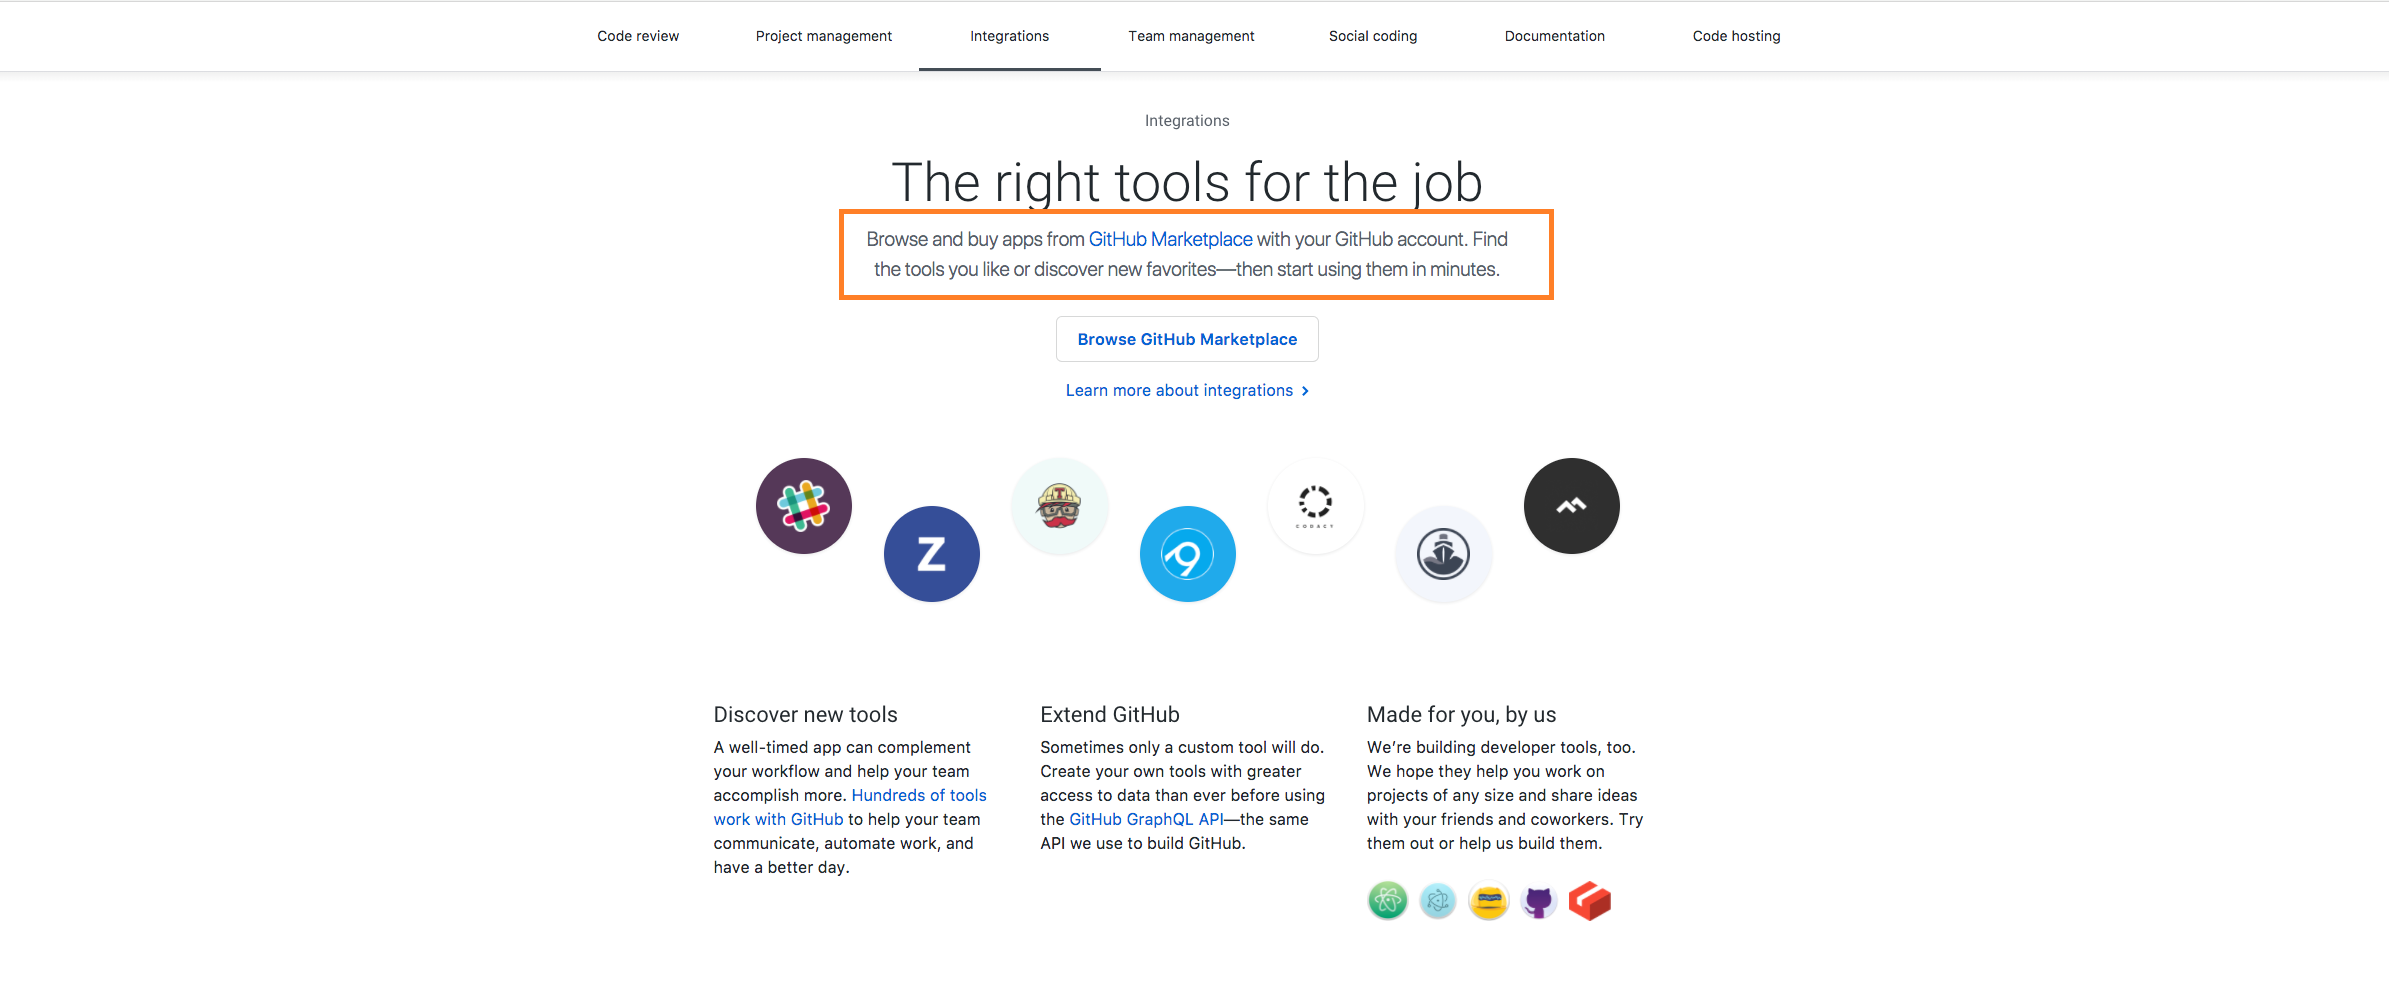 Code review Project management Integrations Team management Social coding Documentation Code hosting
Integrations
The right tools for the job
Browse and buy apps from GitHub Marketplace with your GitHub account. Find
the tools you like or discover new favorites—then start using them in minutes.
Browse GitHub Marketplace
Learn more about integrations
T
Z
CODACY
Discover new tools
A well-timed app can complement
your workflow and help your team
accomplish more. Hundreds of tools
work with GitHub to help your team
communicate, automate work, and
have a better day.
Extend GitHub
Sometimes only a custom tool will do.
Create your own tools with greater
access to data than ever before using
the GitHub GraphQL API—the same
API we use to build GitHub.
Made for you, by us
We’re building developer tools, too.
We hope they help you work on
projects of any size and share ideas
with your friends and coworkers. Try
them out or help us build them.